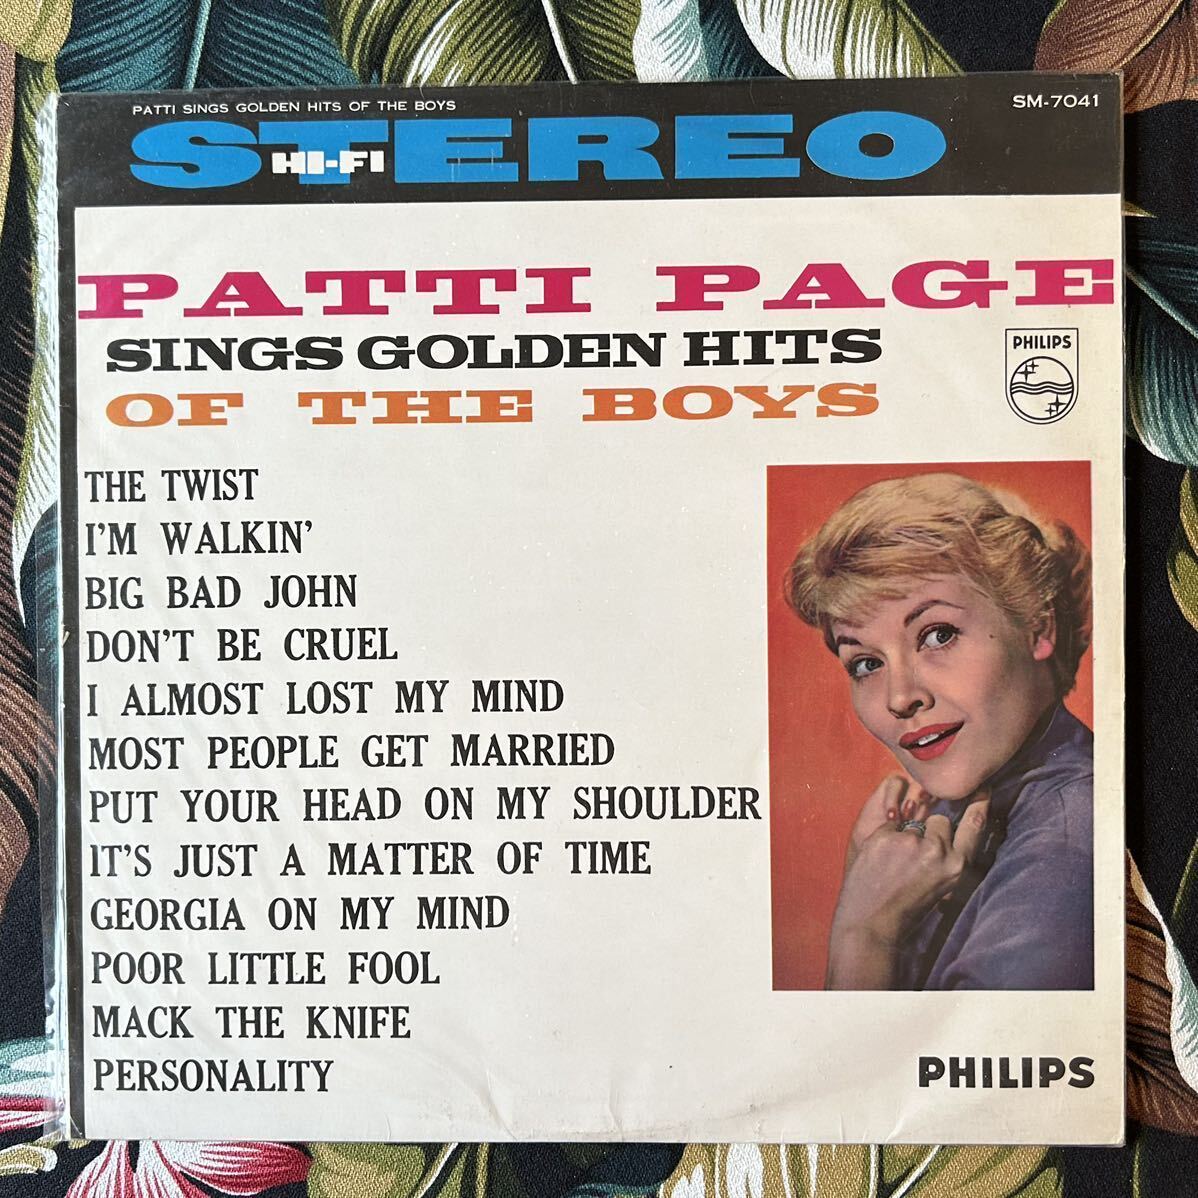 PATTI SINGS GOLDEN HITS OF THE BOYS
SM-7041
STEREO
HI-FI
PATTI PAGE
SINGS GOLDEN HITS
OF THE BOYS
PHILIPS
THE TWIST
I'M WALKIN'
BIG BAD JOHN
DON'T BE CRUEL
I ALMOST LOST MY MIND
MOST PEOPLE GET MARRIED
PUT YOUR HEAD ON MY SHOULDER
IT'S JUST A MATTER OF TIME
GEORGIA ON MY MIND
POOR LITTLE FOOL
MACK THE KNIFE
PERSONALITY
PHILIPS